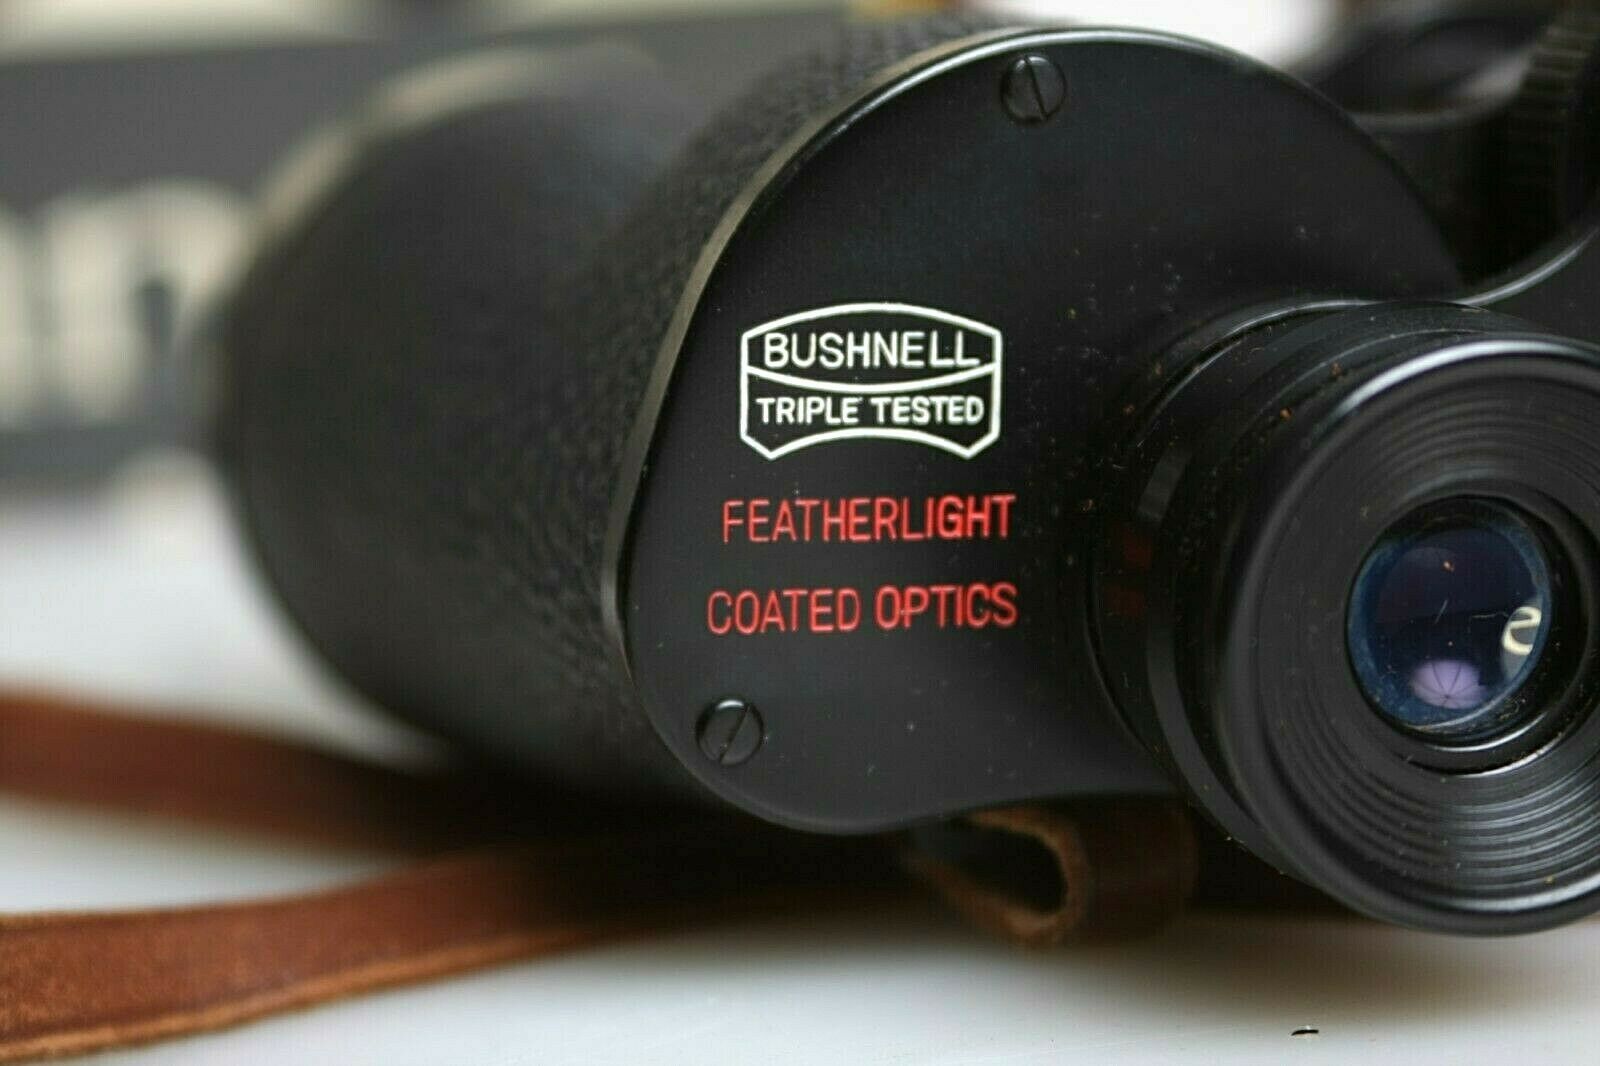 BUSHNELL
TRIPLE TESTED
FEATHERLIGHT
COATED OPTICS